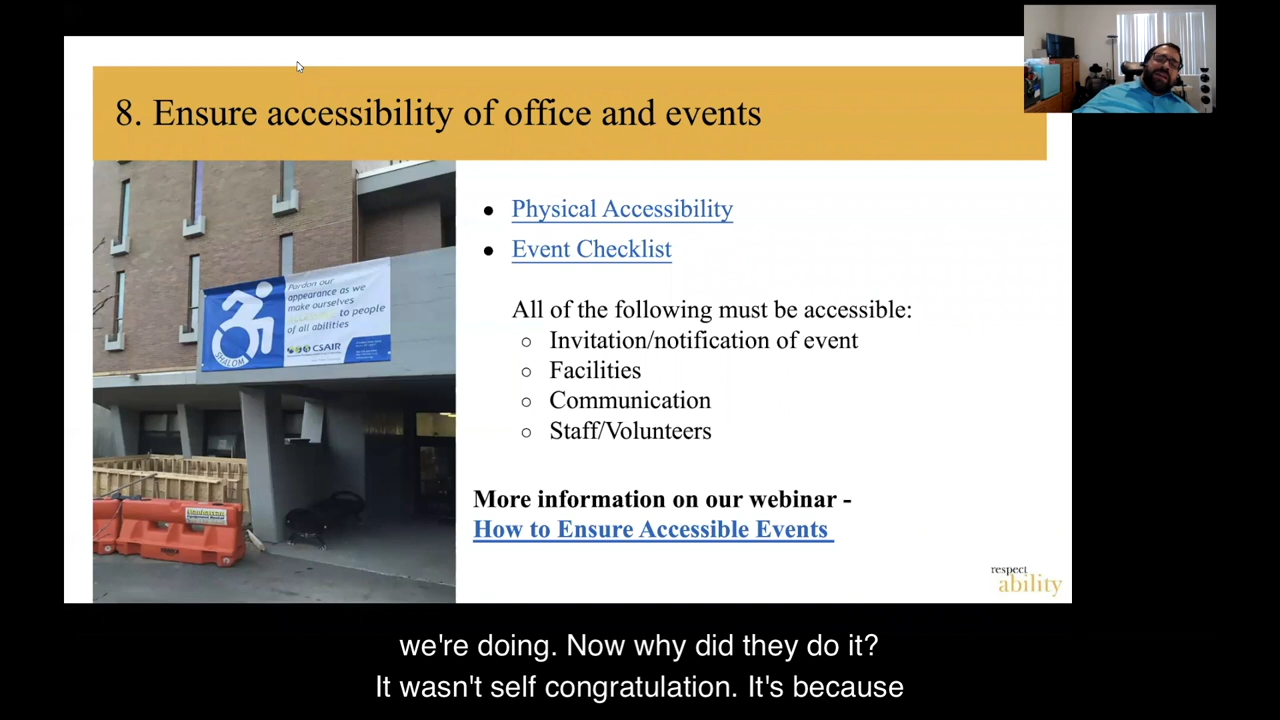 8. Ensure accessibility of office and events
Physical Accessibility
Event Checklist
All of the following must be accessible:
Invitation/notification of event
Facilities
Communication
Staff/Volunteers
More information on our webinar -
How to Ensure Accessible Events
Pardon our
appearance as we
make ourselves
to people
of all abilities
CSAIR
SHALOM
respect
ability
we're doing. Now why did they do it?
It wasn't self congratulation. It's because